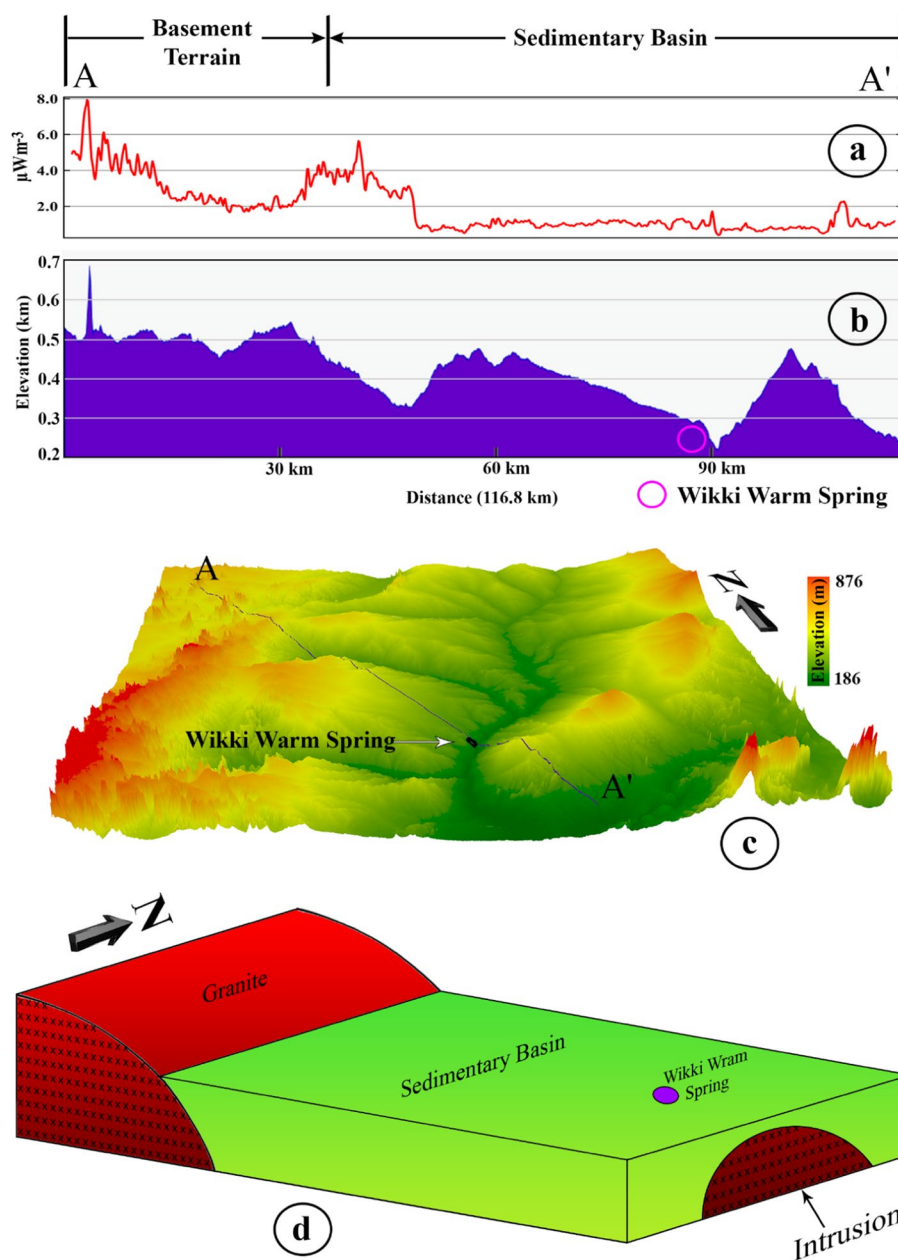 Basement
Terrain
Sedimentary Basin
A
A'
8.0
6.0
4.0
2.0
µWm-3
a
0.7
0.6
0.5
0.4
0.3
0.2
Elevation (km)
b
30 km
60 km
90 km
Distance (116.8 km)
Wikki Warm Spring
A
N
876
Elevation (m)
186
Wikki Warm Spring
A'
c
N
Granite
Sedimentary Basin
Wikki Wram
Spring
d
Intrusion